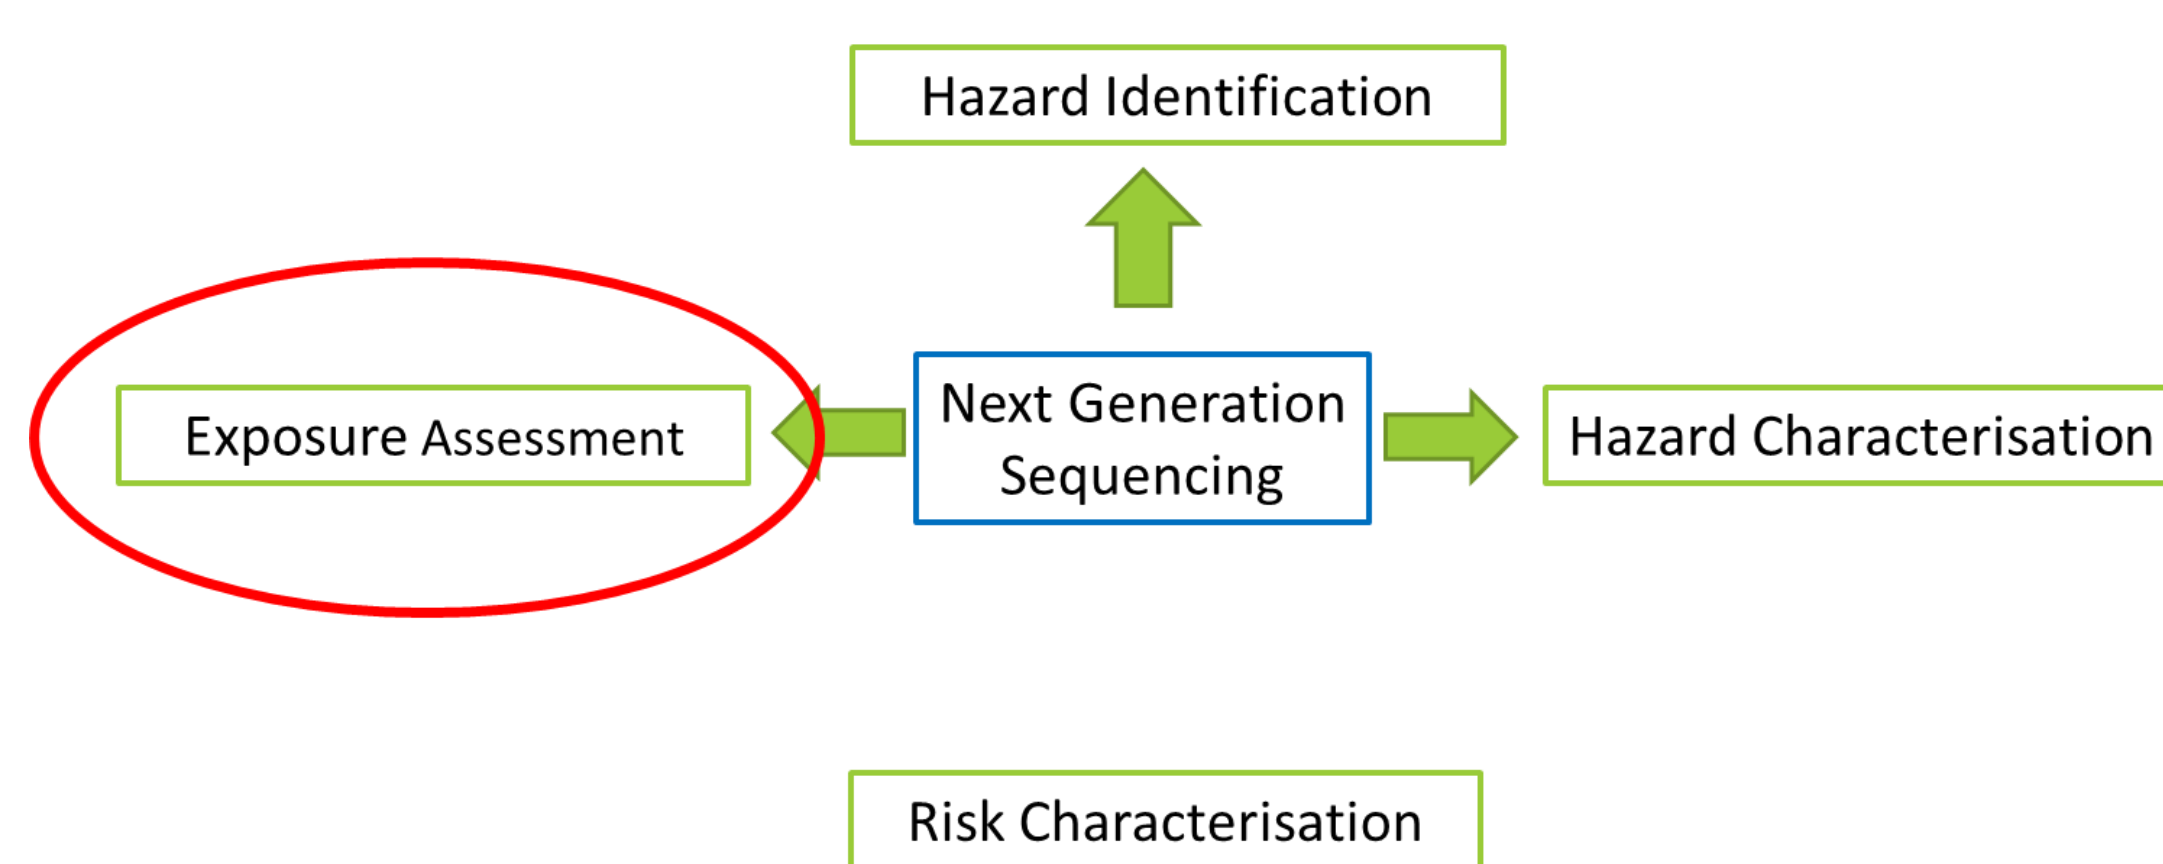 Hazard Identification
Exposure Assessment
Next Generation
Sequencing
Hazard Characterisation
Risk Characterisation